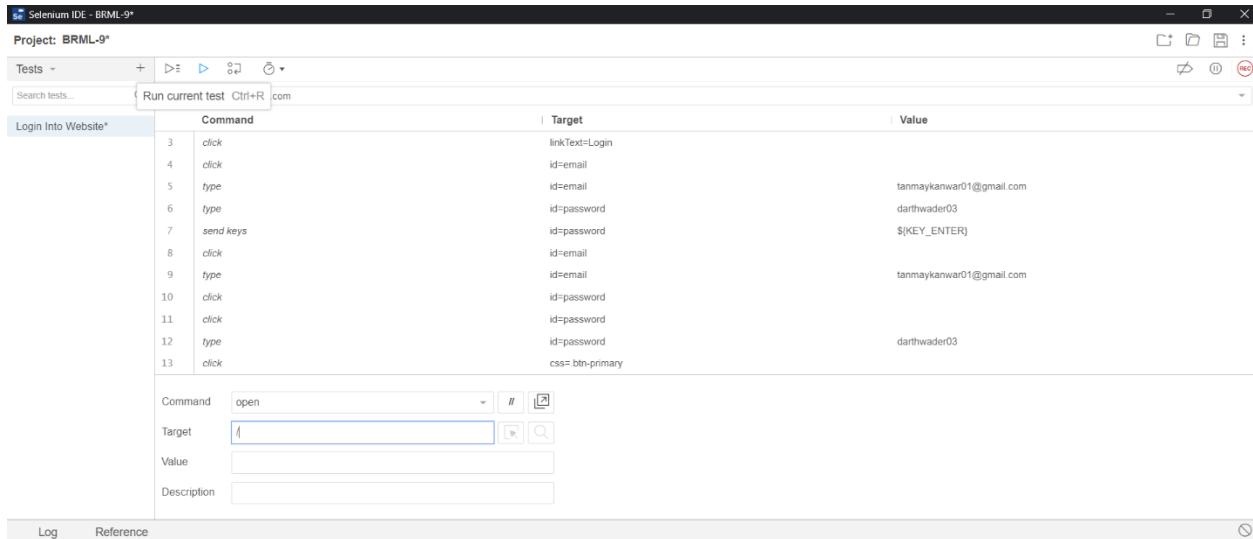 Selenium IDE - BRML-9*
Project: BRML-9*
Tests
Search tests...
Run current test Ctrl+R .com
Login Into Website*
Command Target Value
3 click linkText=Login
4 click id=email
5 type id=email tanmaykanwar01@gmail.com
6 type id=password darthwader03
7 send keys id=password ${KEY_ENTER}
8 click id=email
9 type id=email tanmaykanwar01@gmail.com
10 click id=password
11 click id=password
12 type id=password darthwader03
13 click css=.btn-primary
Command open //
Target /
Value
Description
Log Reference
REC